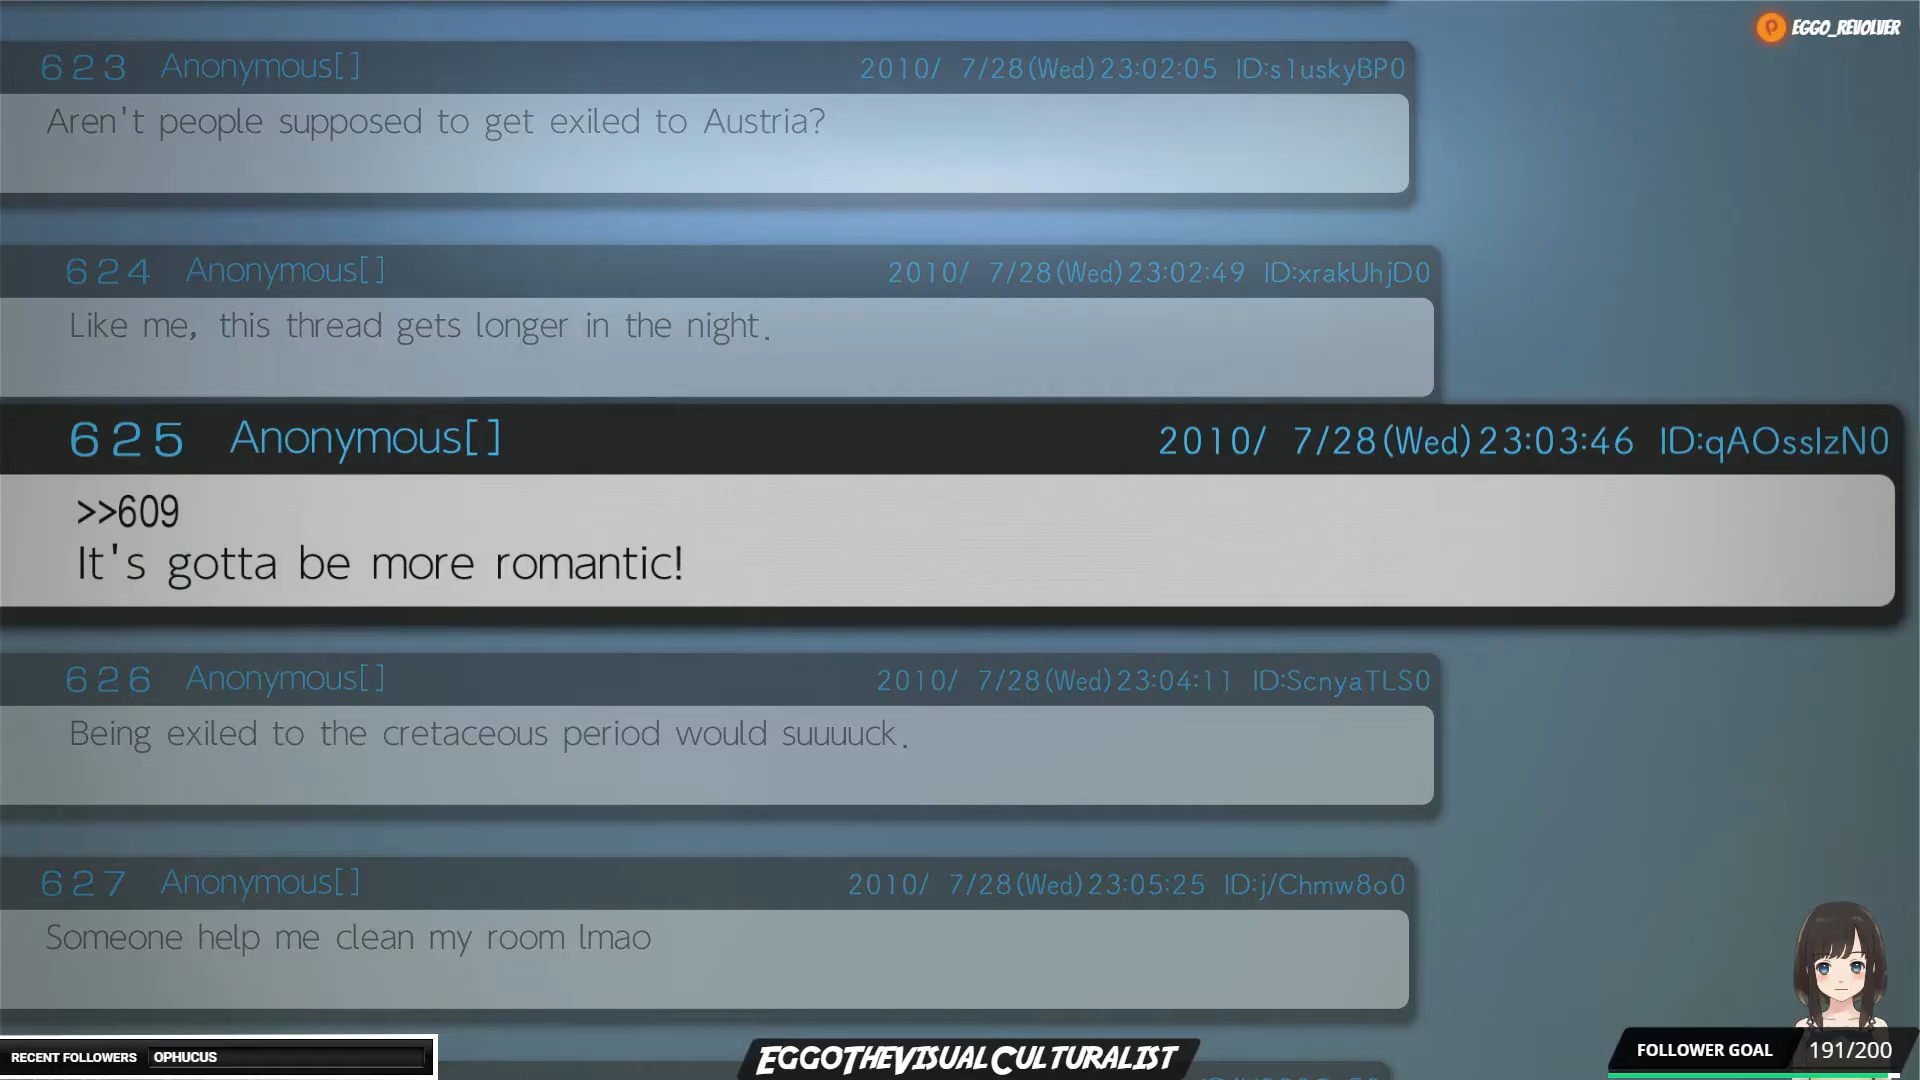 EGGO_REVOLVER
623 Anonymous[] 2010/ 7/28(Wed)23:02:05 ID:s1uskyBP0
Aren't people supposed to get exiled to Austria?
624 Anonymous[] 2010/ 7/28(Wed)23:02:49 ID:xrakUhjD0
Like me, this thread gets longer in the night.
625 Anonymous[] 2010/ 7/28(Wed)23:03:46 ID:qAOssIzN0
>>609
It's gotta be more romantic!
626 Anonymous[] 2010/ 7/28(Wed)23:04:11 ID:ScnyaTLS0
Being exiled to the cretaceous period would suuuuck.
627 Anonymous[] 2010/ 7/28(Wed)23:05:25 ID:j/Chmw8o0
Someone help me clean my room lmao
RECENT FOLLOWERS OPHUCUS
EGGOTHEVISUALCULTURALIST
FOLLOWER GOAL 191/200